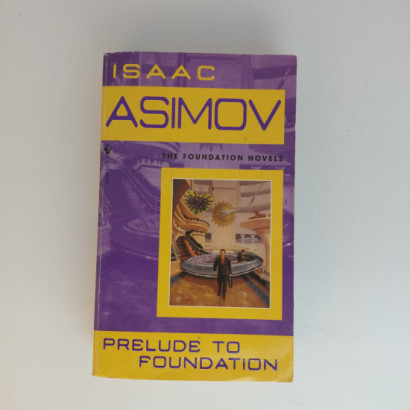 ISAAC
ASIMOV
THE FOUNDATION NOVELS
PRELUDE TO
FOUNDATION